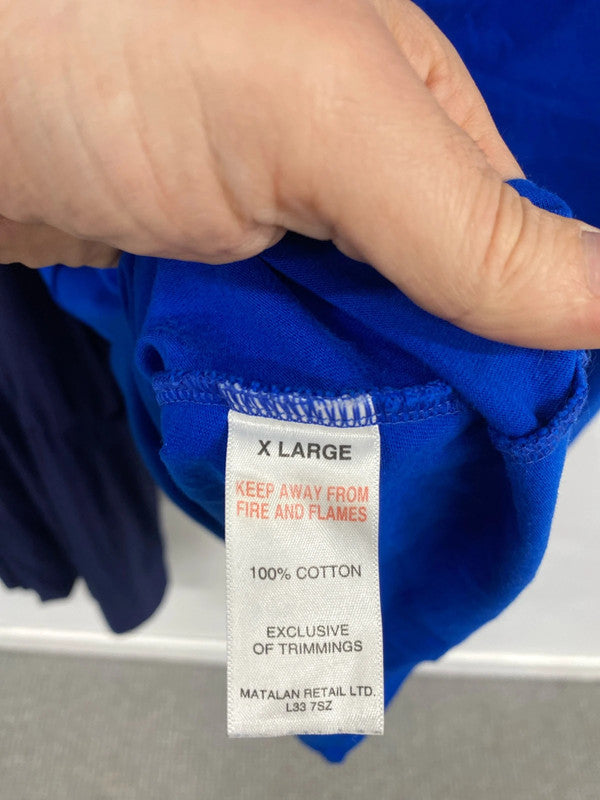 X LARGE
KEEP AWAY FROM
FIRE AND FLAMES
100% COTTON
EXCLUSIVE
OF TRIMMINGS
MATALAN RETAIL LTD.
L33 7SZ